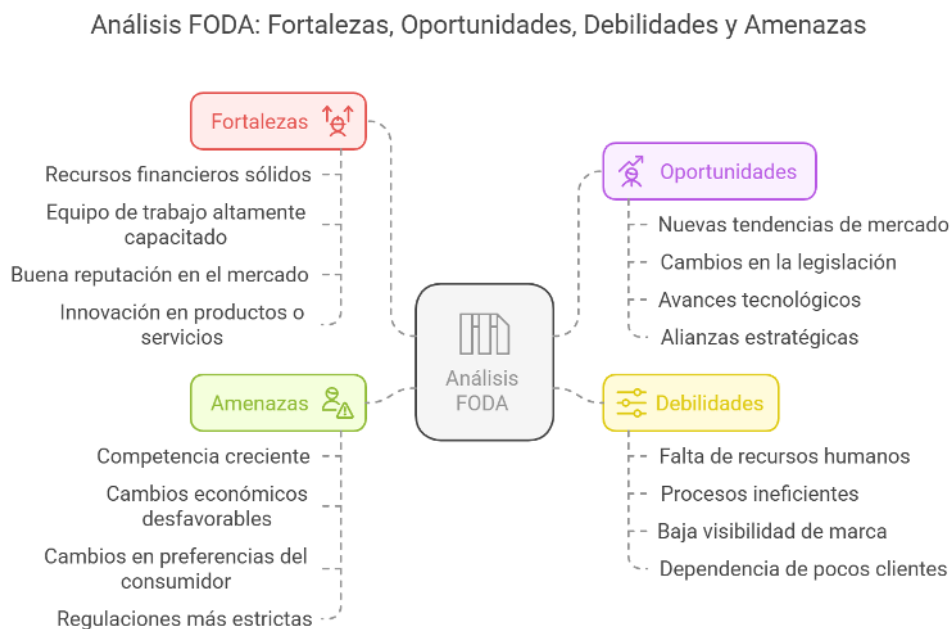 Análisis FODA: Fortalezas, Oportunidades, Debilidades y Amenazas
Fortalezas
Recursos financieros sólidos
Equipo de trabajo altamente
capacitado
Buena reputación en el mercado
Innovación en productos o
servicios
Oportunidades
Nuevas tendencias de mercado
Cambios en la legislación
Avances tecnológicos
Alianzas estratégicas
Análisis
FODA
Amenazas
Competencia creciente
Cambios económicos
desfavorables
Cambios en preferencias del
consumidor
Regulaciones más estrictas
Debilidades
Falta de recursos humanos
Procesos ineficientes
Baja visibilidad de marca
Dependencia de pocos clientes